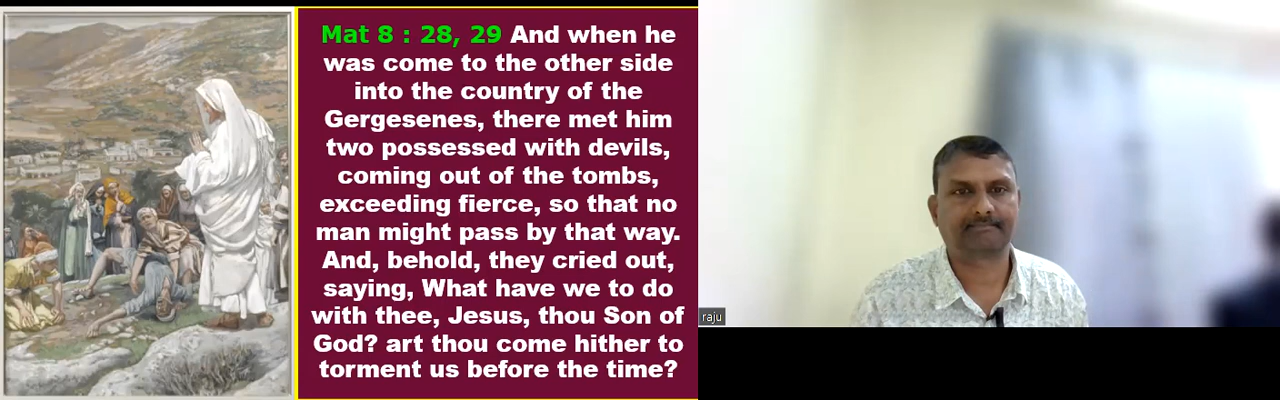 Mat 8 : 28, 29 And when he
was come to the other side
into the country of the
Gergesenes, there met him
two possessed with devils,
coming out of the tombs,
exceeding fierce, so that no
man might pass by that way.
And, behold, they cried out,
saying, What have we to do
with thee, Jesus, thou Son of
God? art thou come hither to
torment us before the time?
raju